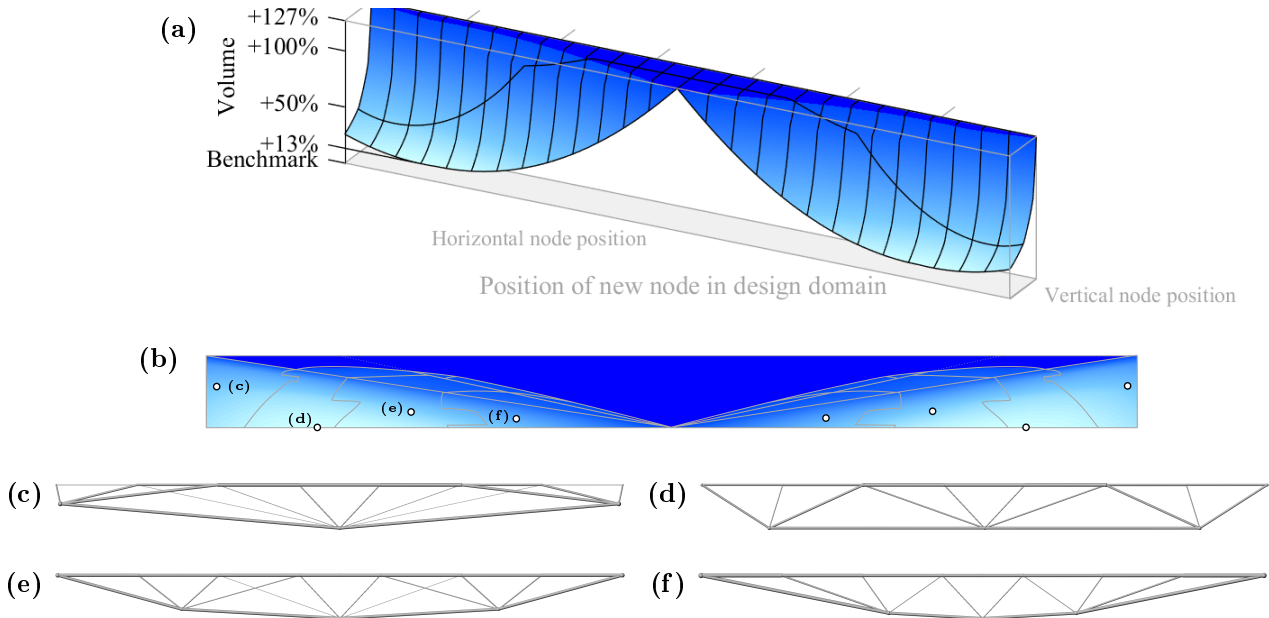 (a)
+127%
+100%
+50%
+13%
Benchmark
Volume
Horizontal node position
Position of new node in design domain
Vertical node position
(b)
(c)
(d)
(e)
(f)
(c)
(d)
(e)
(f)